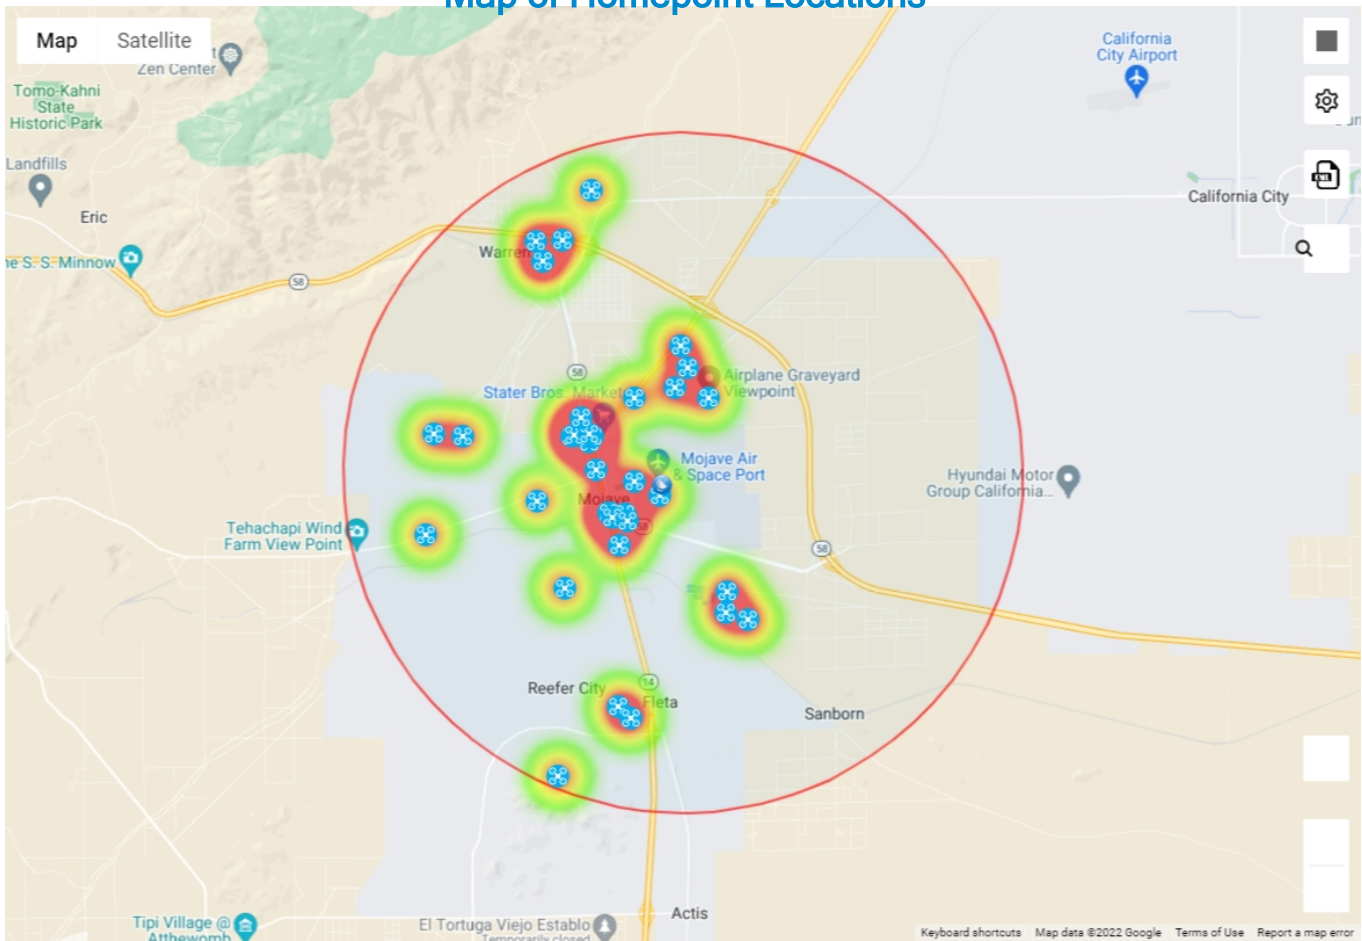 Map of Homepoint Locations
Map
Satellite
Zen Center
Tomo-Kahni
State
Historic Park
Landfills
Eric
ne S. S. Minnow
58
California
City Airport
California City
Warren
58
Stater Bros. Market
Airplane Graveyard
Viewpoint
Mojave Air
& Space Port
Mojave
Hyundai Motor
Group California...
Tehachapi Wind
Farm View Point
58
Reefer City
14
Fleta
Sanborn
Tipi Village @
Atthewomb
El Tortuga Viejo Establo
Temporarily closed
Actis
Keyboard shortcuts
Map data ©2022 Google
Terms of Use
Report a map error